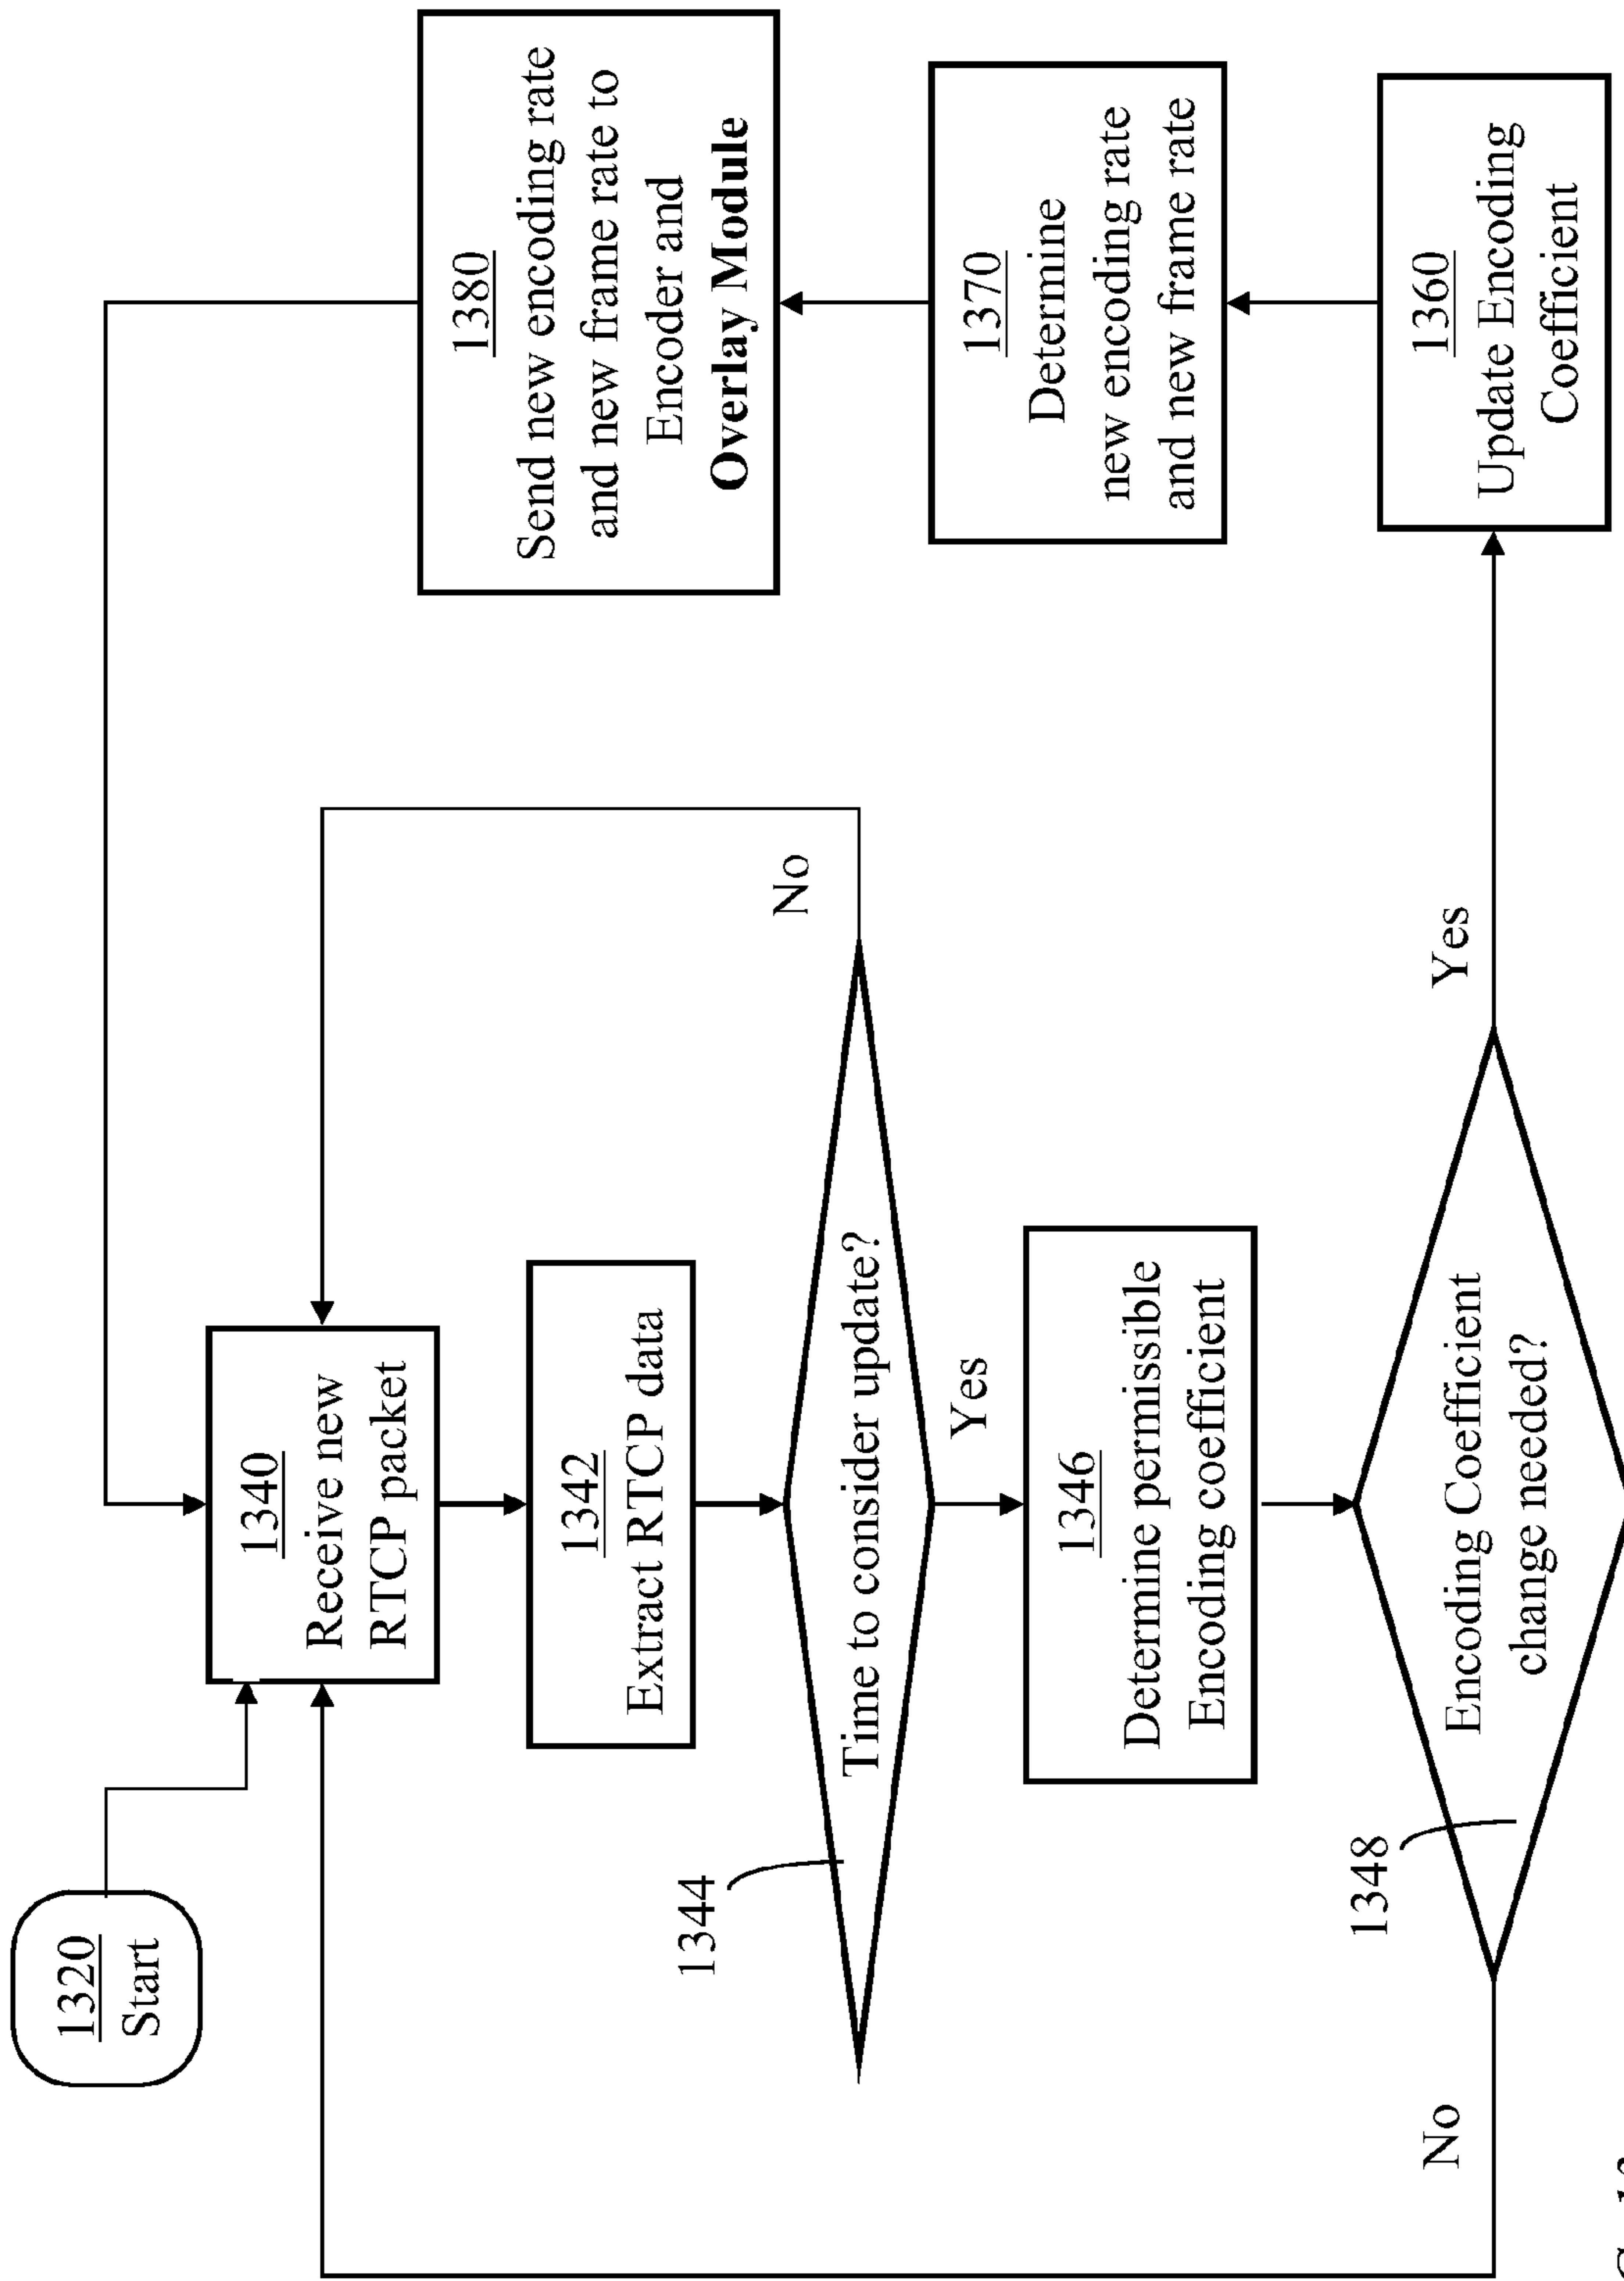 1320
Start
1340
Receive new
RTCP packet
1342
Extract RTCP data
1344
Time to consider update?
No
Yes
1346
Determine permissible
Encoding coefficient
1348
Encoding Coefficient
change needed?
No
Yes
1360
Update Encoding
Coefficient
1370
Determine
new encoding rate
and new frame rate
1380
Send new encoding rate
and new frame rate to
Encoder and
Overlay Module